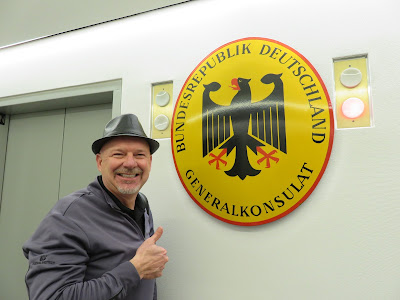 BUNDESREPUBLIK DEUTSCHLAND
GENERALKONSULAT